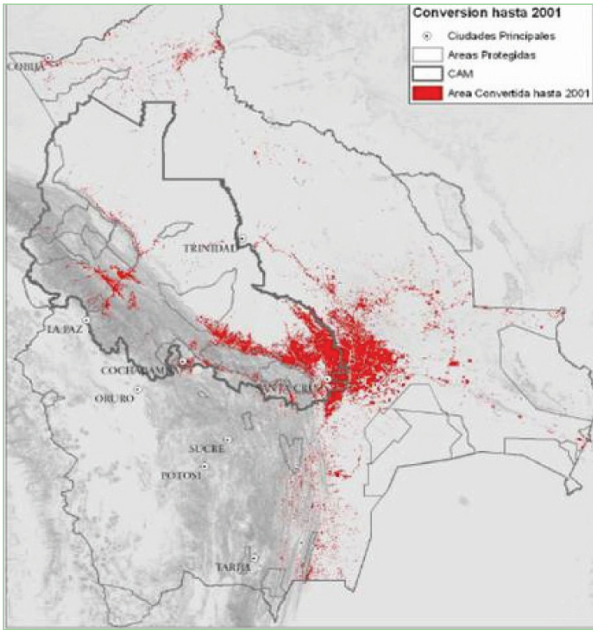 Conversion hasta 2001
Ciudades Principales
Areas Protegidas
CAM
Area Convertida hasta 2001
COBIJA
TRINIDAD
LA PAZ
COCHABAMBA
SANTA CRUZ
ORURO
SUCRE
POTOSI
TARIJA